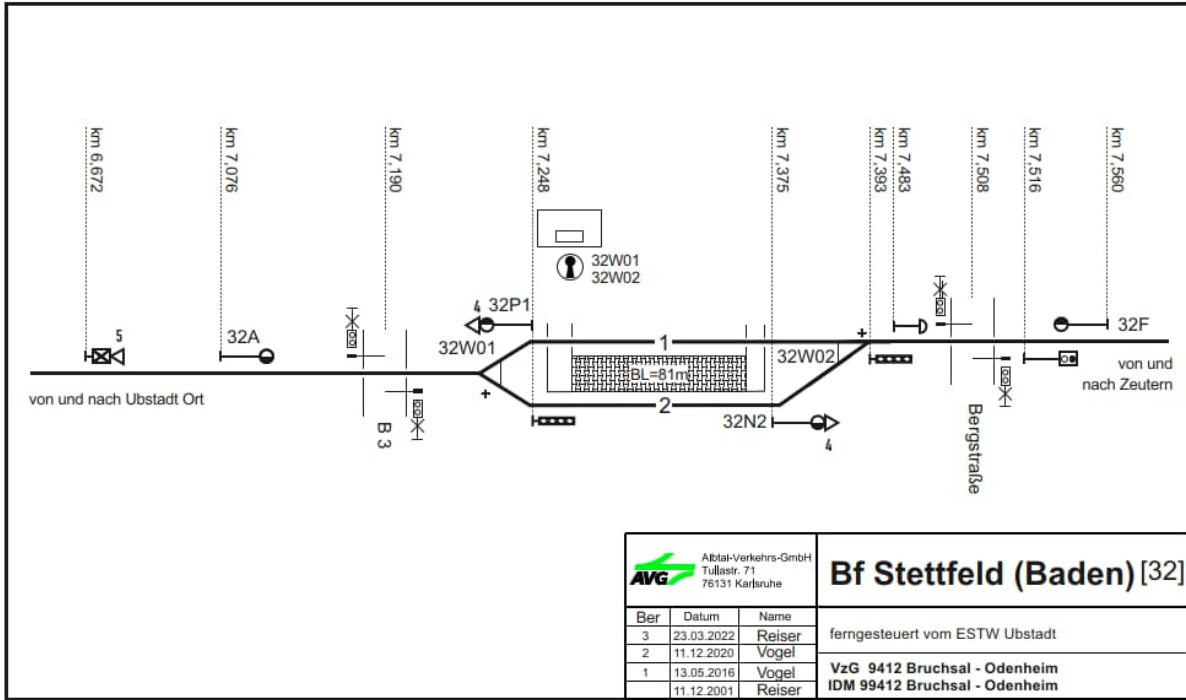 km 6,672
km 7,076
km 7,190
km 7,248
km 7,375
km 7,393
km 7,483
km 7,508
km 7,516
km 7,560
32W01
32W02
5
32A
4 32P1
32F
32W01
1
32W02
+
BL=81m
von und
nach Zeutern
von und nach Ubstadt Ort
+
2
32N2
4
B 3
Bergstraße
AVG
Albtal-Verkehrs-GmbH
Tullastr. 71
76131 Karlsruhe
Bf Stettfeld (Baden) [32]
Ber Datum Name
3 23.03.2022 Reiser
2 11.12.2020 Vogel
1 13.05.2016 Vogel
11.12.2001 Reiser
ferngesteuert vom ESTW Ubstadt
VzG 9412 Bruchsal - Odenheim
IDM 99412 Bruchsal - Odenheim